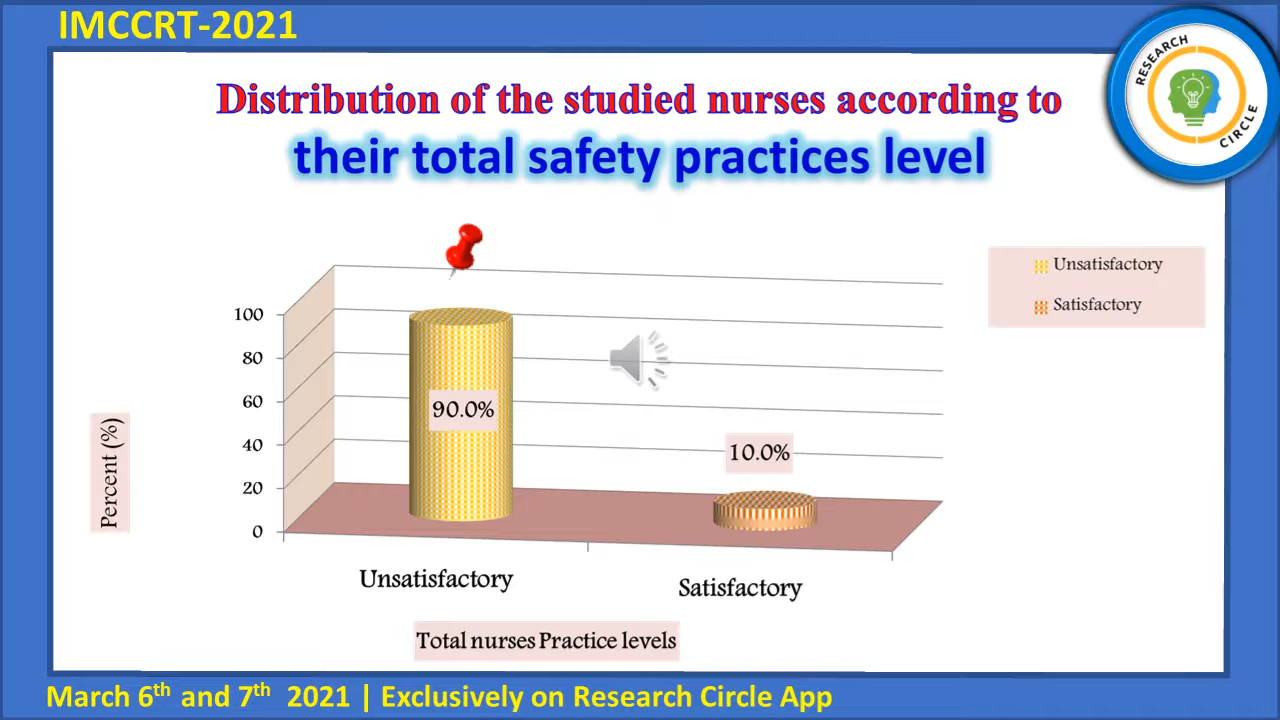 IMCCRT-2021
RESEARCH
CIRCLE
Distribution of the studied nurses according to
their total safety practices level
Unsatisfactory
Satisfactory
100
80
60
40
20
0
Percent (%)
90.0%
10.0%
Unsatisfactory
Satisfactory
Total nurses Practice levels
March 6th and 7th 2021 | Exclusively on Research Circle App